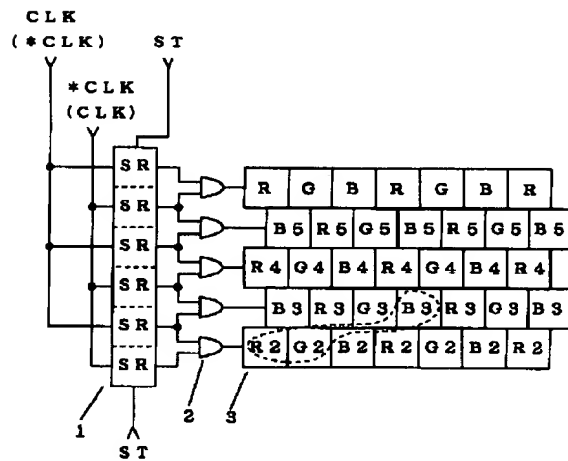 CLK
(*CLK)
ST
*CLK
(CLK)
SR
R G B R G B R
SR
B5 R5 G5 B5 R5 G5 B5
SR
R4 G4 B4 R4 G4 B4 R4
SR
B3 R3 G3 B3 R3 G3 B3
SR
R2 G2 B2 R2 G2 B2 R2
SR
1 2 3
ST